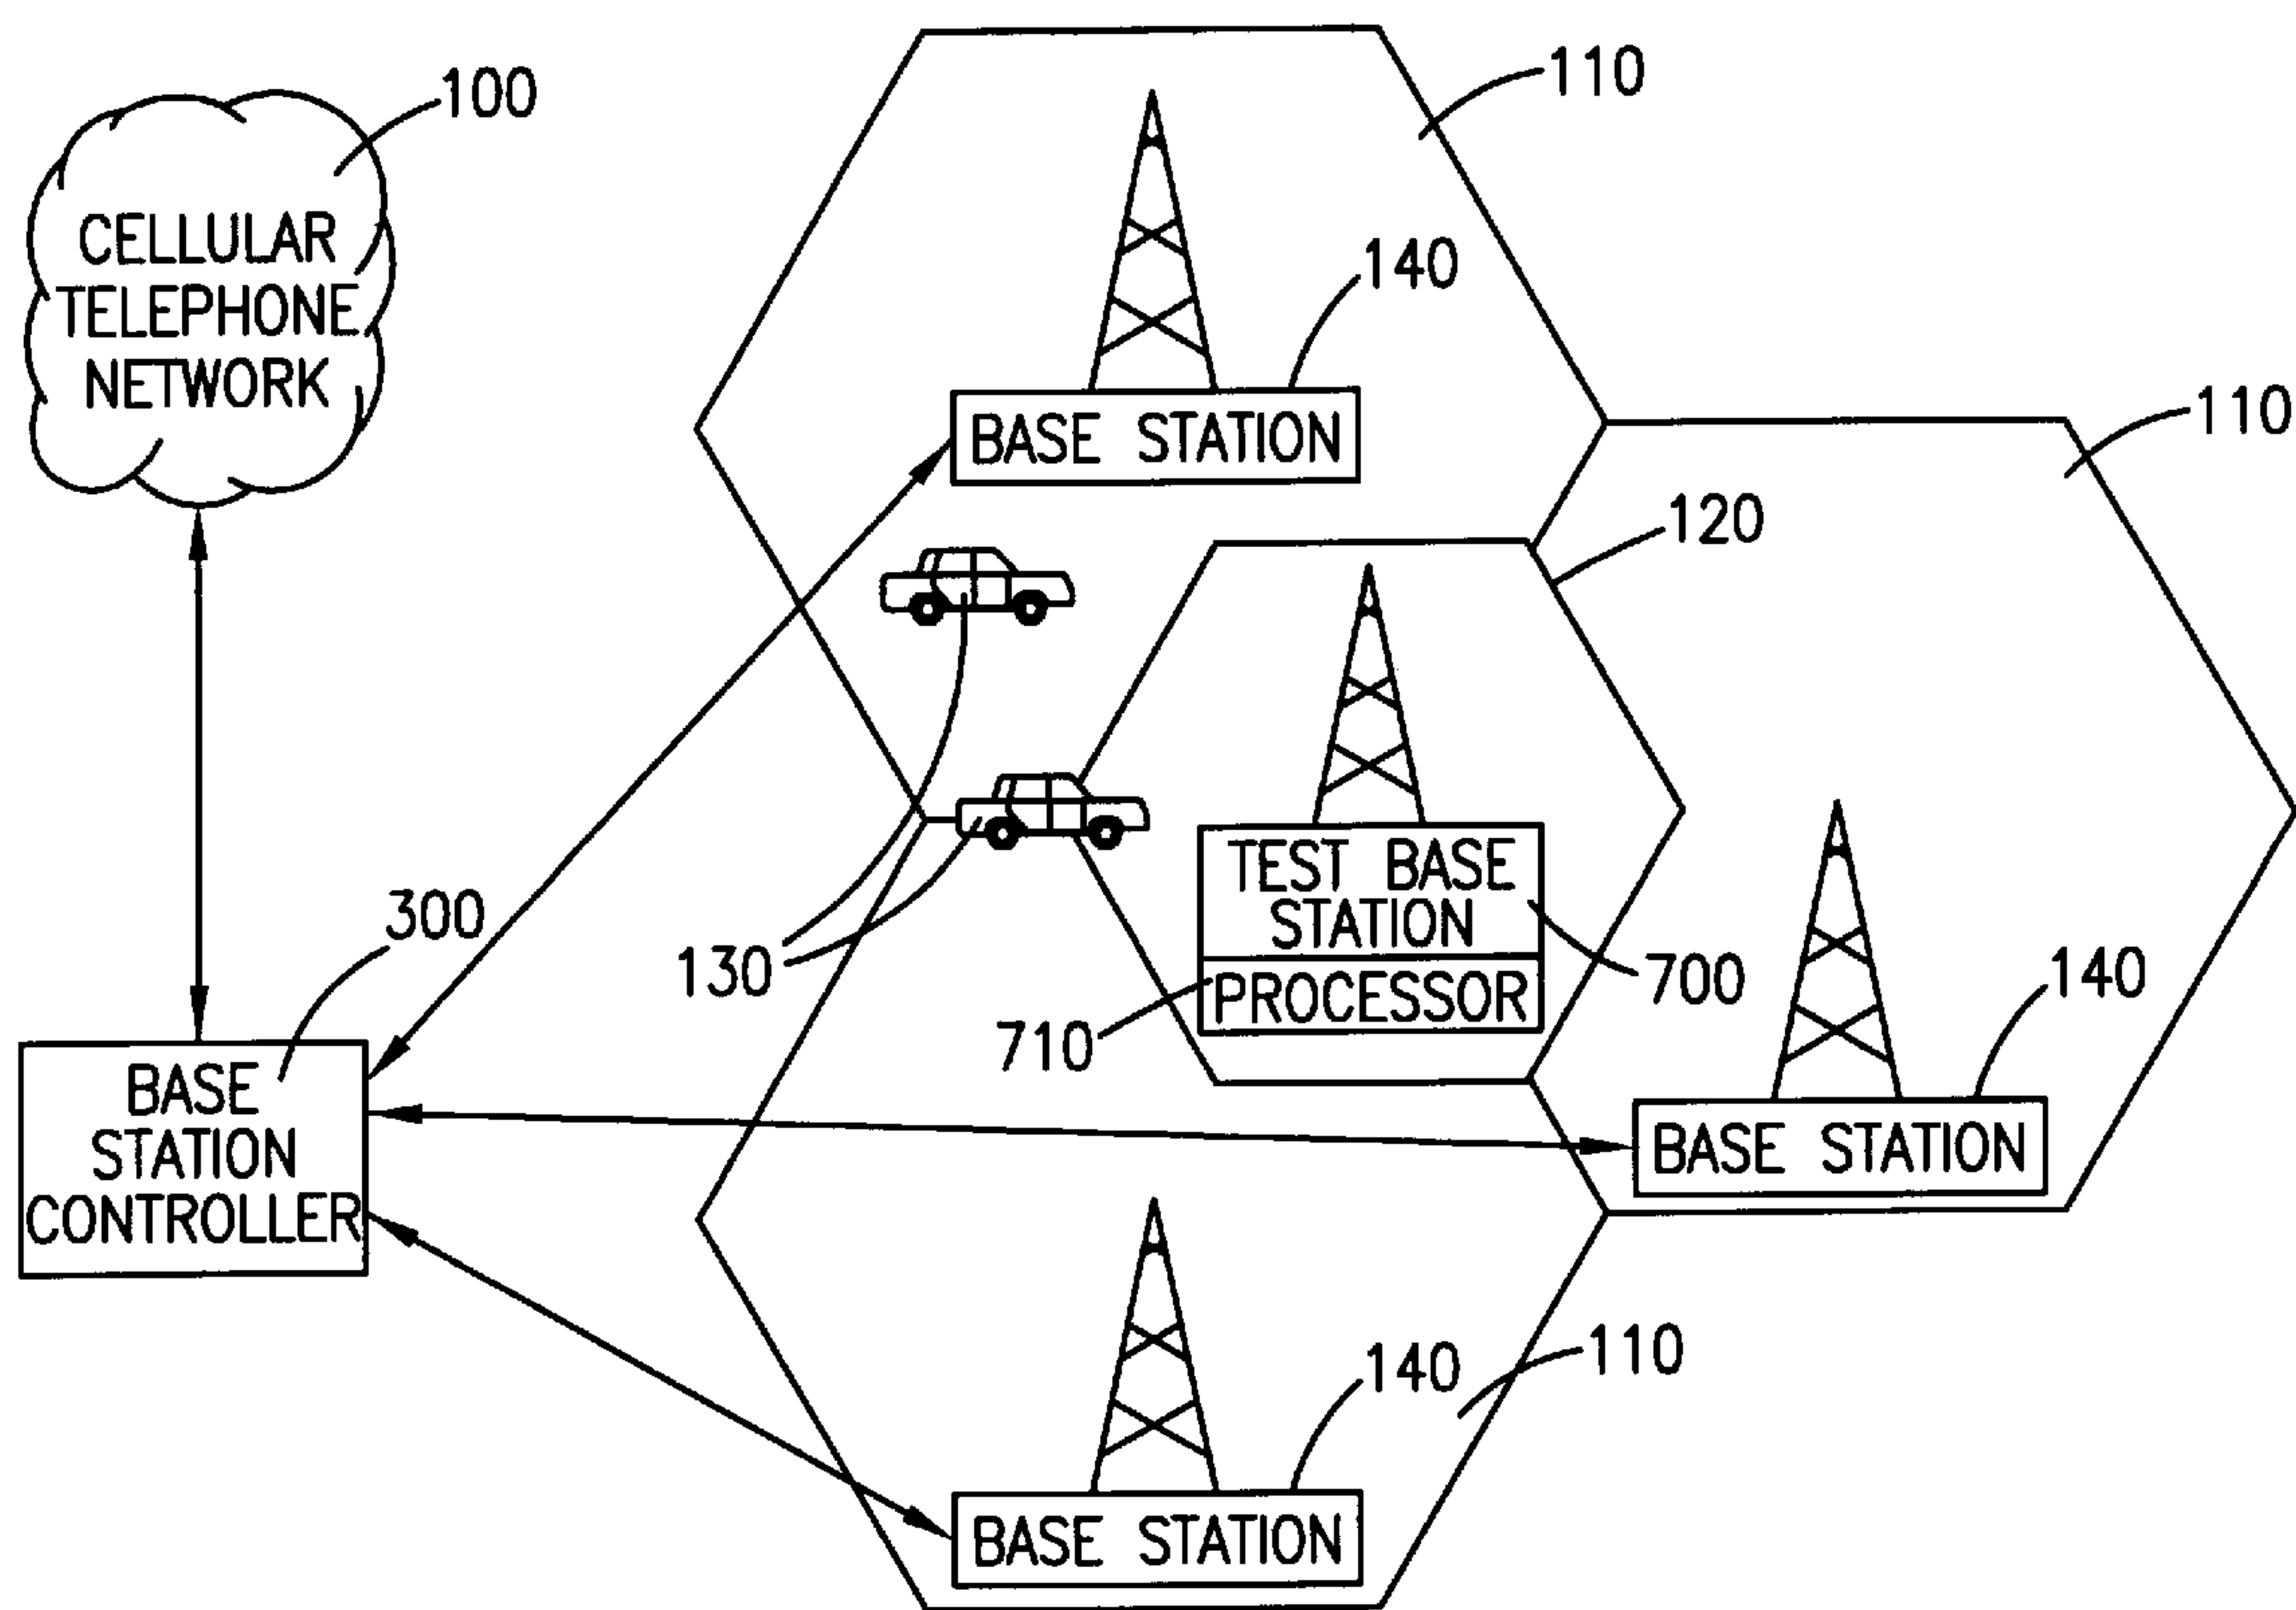 100
CELLULAR
TELEPHONE
NETWORK
110
140
BASE STATION
110
120
130
TEST BASE
STATION
PROCESSOR
700
710
300
BASE
STATION
CONTROLLER
140
BASE STATION
110
140
BASE STATION